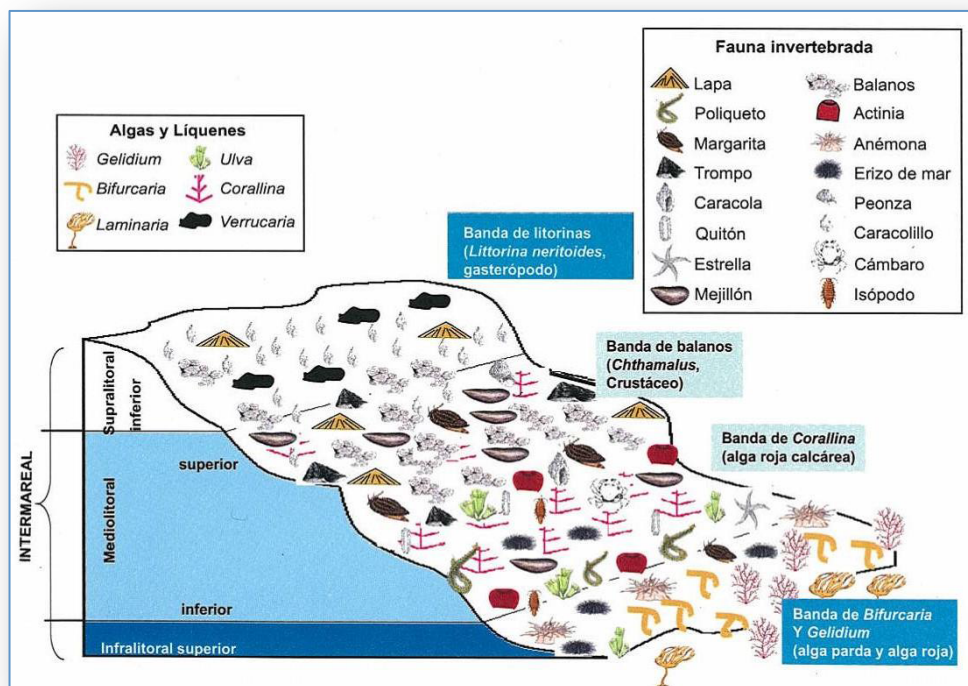 Algas y Líquenes
Gelidium
Ulva
Bifurcaria
Corallina
Laminaria
Verrucaria
Fauna invertebrada
Lapa
Balanos
Poliqueto
Actinia
Margarita
Anémona
Trompo
Erizo de mar
Caracola
Peonza
Quitón
Caracolillo
Estrella
Cámbaro
Mejillón
Isópodo
Banda de litorinas
(Littorina neritoides,
gasterópodo)
Banda de balanos
(Chthamalus,
Crustáceo)
Banda de Corallina
(alga roja calcárea)
Banda de Bifurcaria
Y Gelidium
(alga parda y alga roja)
INTERMAREAL
Supralitoral
inferior
superior
Mediolitoral
inferior
Infralitoral superior